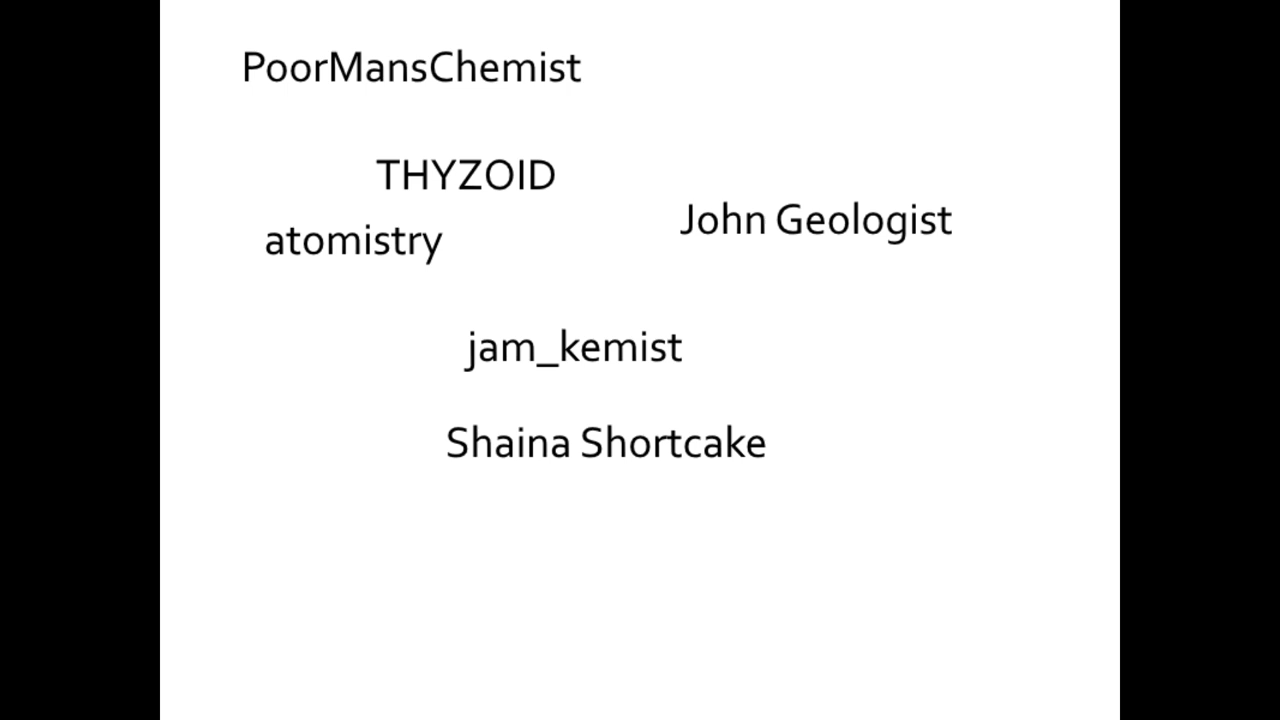 PoorMansChemist
THYZOID
John Geologist
atomistry
jam_kemist
Shaina Shortcake